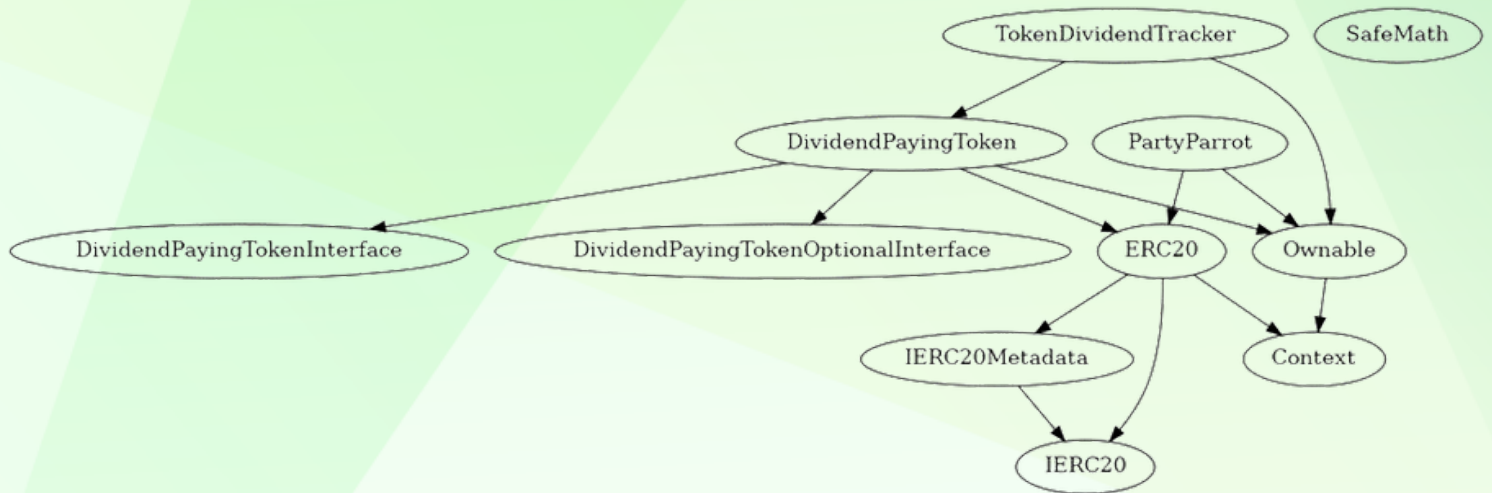 TokenDividendTracker
SafeMath
DividendPayingToken
PartyParrot
DividendPayingTokenInterface
DividendPayingTokenOptionalInterface
ERC20
Ownable
IERC20Metadata
Context
IERC20